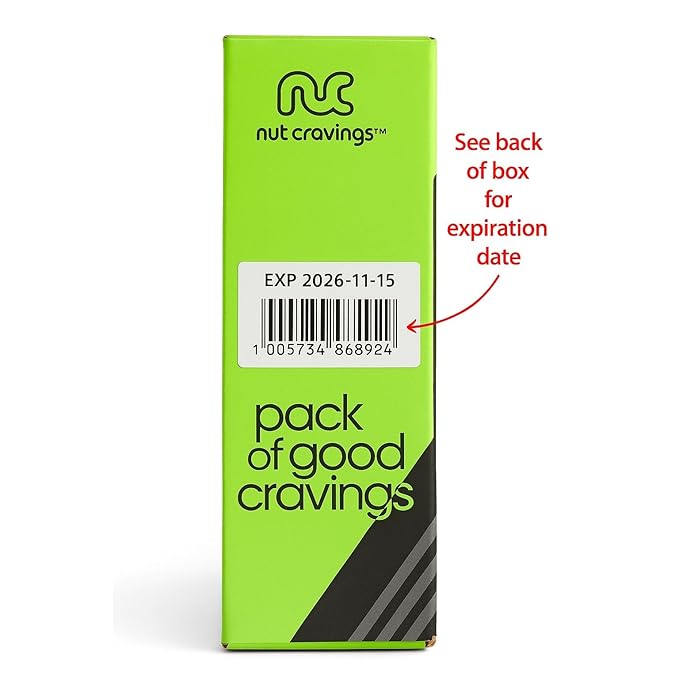 nc
nut cravings™
See back
of box
for
expiration
date
EXP 2026-11-15
1 005734 868924
pack
of good
cravings